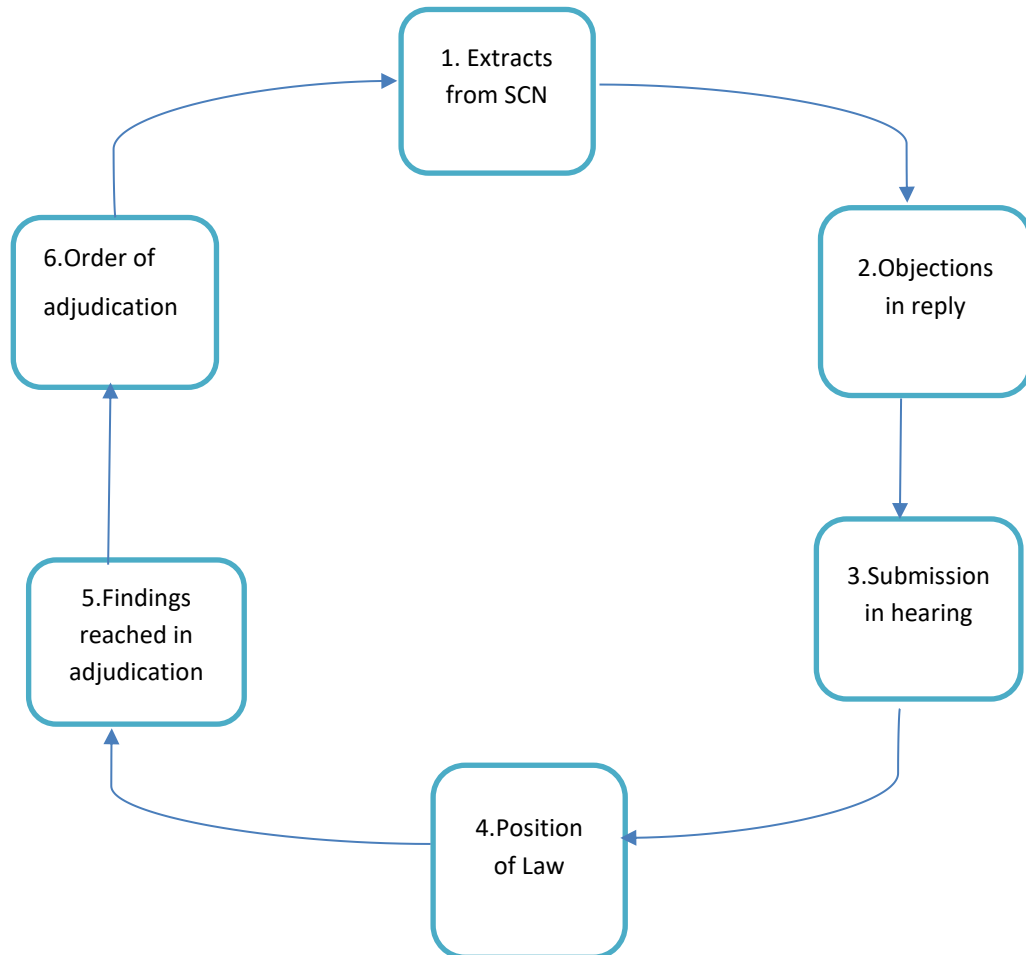 1. Extracts
from SCN
2.Objections
in reply
3.Submission
in hearing
4.Position
of Law
5.Findings
reached in
adjudication
6.Order of
adjudication